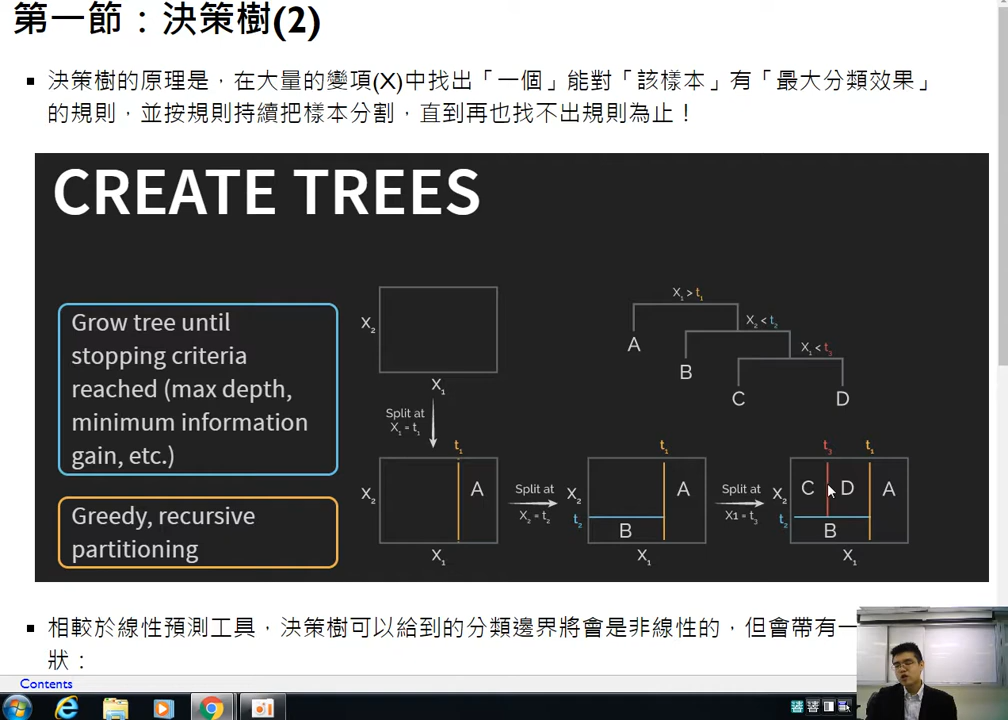 第一節：決策樹(2)
決策樹的原理是，在大量的變項(X)中找出「一個」能對「該樣本」有「最大分類效果」
的規則，並按規則持續把樣本分割，直到再也找不出規則為止！
CREATE TREES
Grow tree until
stopping criteria
reached (max depth,
minimum information
gain, etc.)
Greedy, recursive
partitioning
X₂
X₁
Split at
X₁ = t₁
X₁ > t₁
A
X₂ < t₂
B
X₁ < t₃
C
D
t₁
X₂
A
X₁
Split at
X₂ = t₂
t₁
X₂
t₂
A
B
X₁
Split at
X1 = t₃
t₃
t₁
X₂
t₂
C
D
A
B
X₁
相較於線性預測工具，決策樹可以給到的分類邊界將會是非線性的，但會帶有一
狀：
Contents